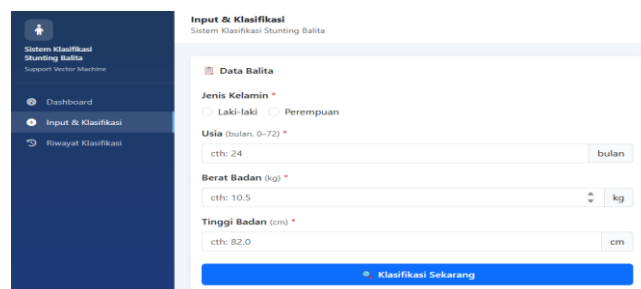 Sistem Klasifikasi
Stunting Balita
Support Vector Machine
Dashboard
Input & Klasifikasi
Riwayat Klasifikasi
Input & Klasifikasi
Sistem Klasifikasi Stunting Balita
Data Balita
Jenis Kelamin *
Laki-laki Perempuan
Usia (bulan, 0–72) *
cth: 24 bulan
Berat Badan (kg) *
cth: 10.5 kg
Tinggi Badan (cm) *
cth: 82.0 cm
Klasifikasi Sekarang